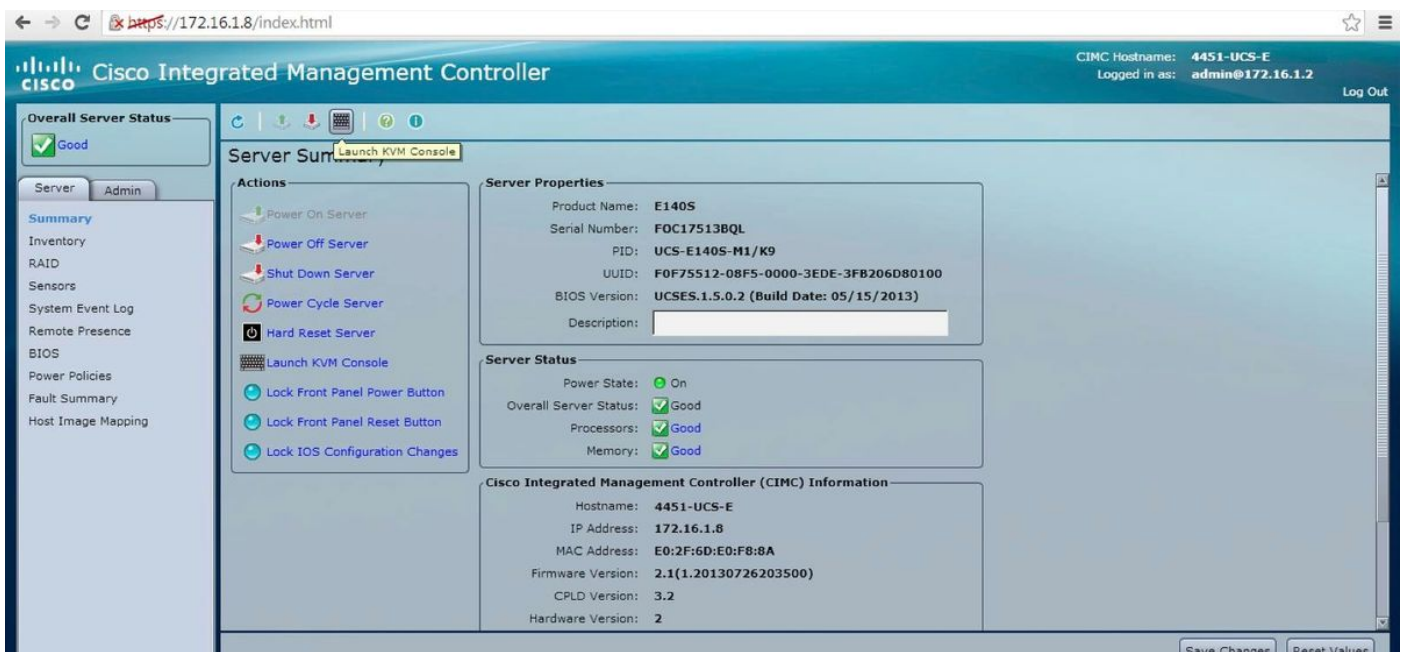 https://172.16.1.8/index.html
CISCO
Cisco Integrated Management Controller
CIMC Hostname: 4451-UCS-E
Logged in as: admin@172.16.1.2
Log Out
Overall Server Status
Good
Server
Admin
Summary
Inventory
RAID
Sensors
System Event Log
Remote Presence
BIOS
Power Policies
Fault Summary
Host Image Mapping
Launch KVM Console
Server Summary
Actions
Power On Server
Power Off Server
Shut Down Server
Power Cycle Server
Hard Reset Server
Launch KVM Console
Lock Front Panel Power Button
Lock Front Panel Reset Button
Lock IOS Configuration Changes
Server Properties
Product Name: E140S
Serial Number: FOC17513BQL
PID: UCS-E140S-M1/K9
UUID: F0F75512-08F5-0000-3EDE-3FB206D80100
BIOS Version: UCSES.1.5.0.2 (Build Date: 05/15/2013)
Description:
Server Status
Power State: On
Overall Server Status: Good
Processors: Good
Memory: Good
Cisco Integrated Management Controller (CIMC) Information
Hostname: 4451-UCS-E
IP Address: 172.16.1.8
MAC Address: E0:2F:6D:E0:F8:8A
Firmware Version: 2.1(1.20130726203500)
CPLD Version: 3.2
Hardware Version: 2
Save Changes
Reset Values